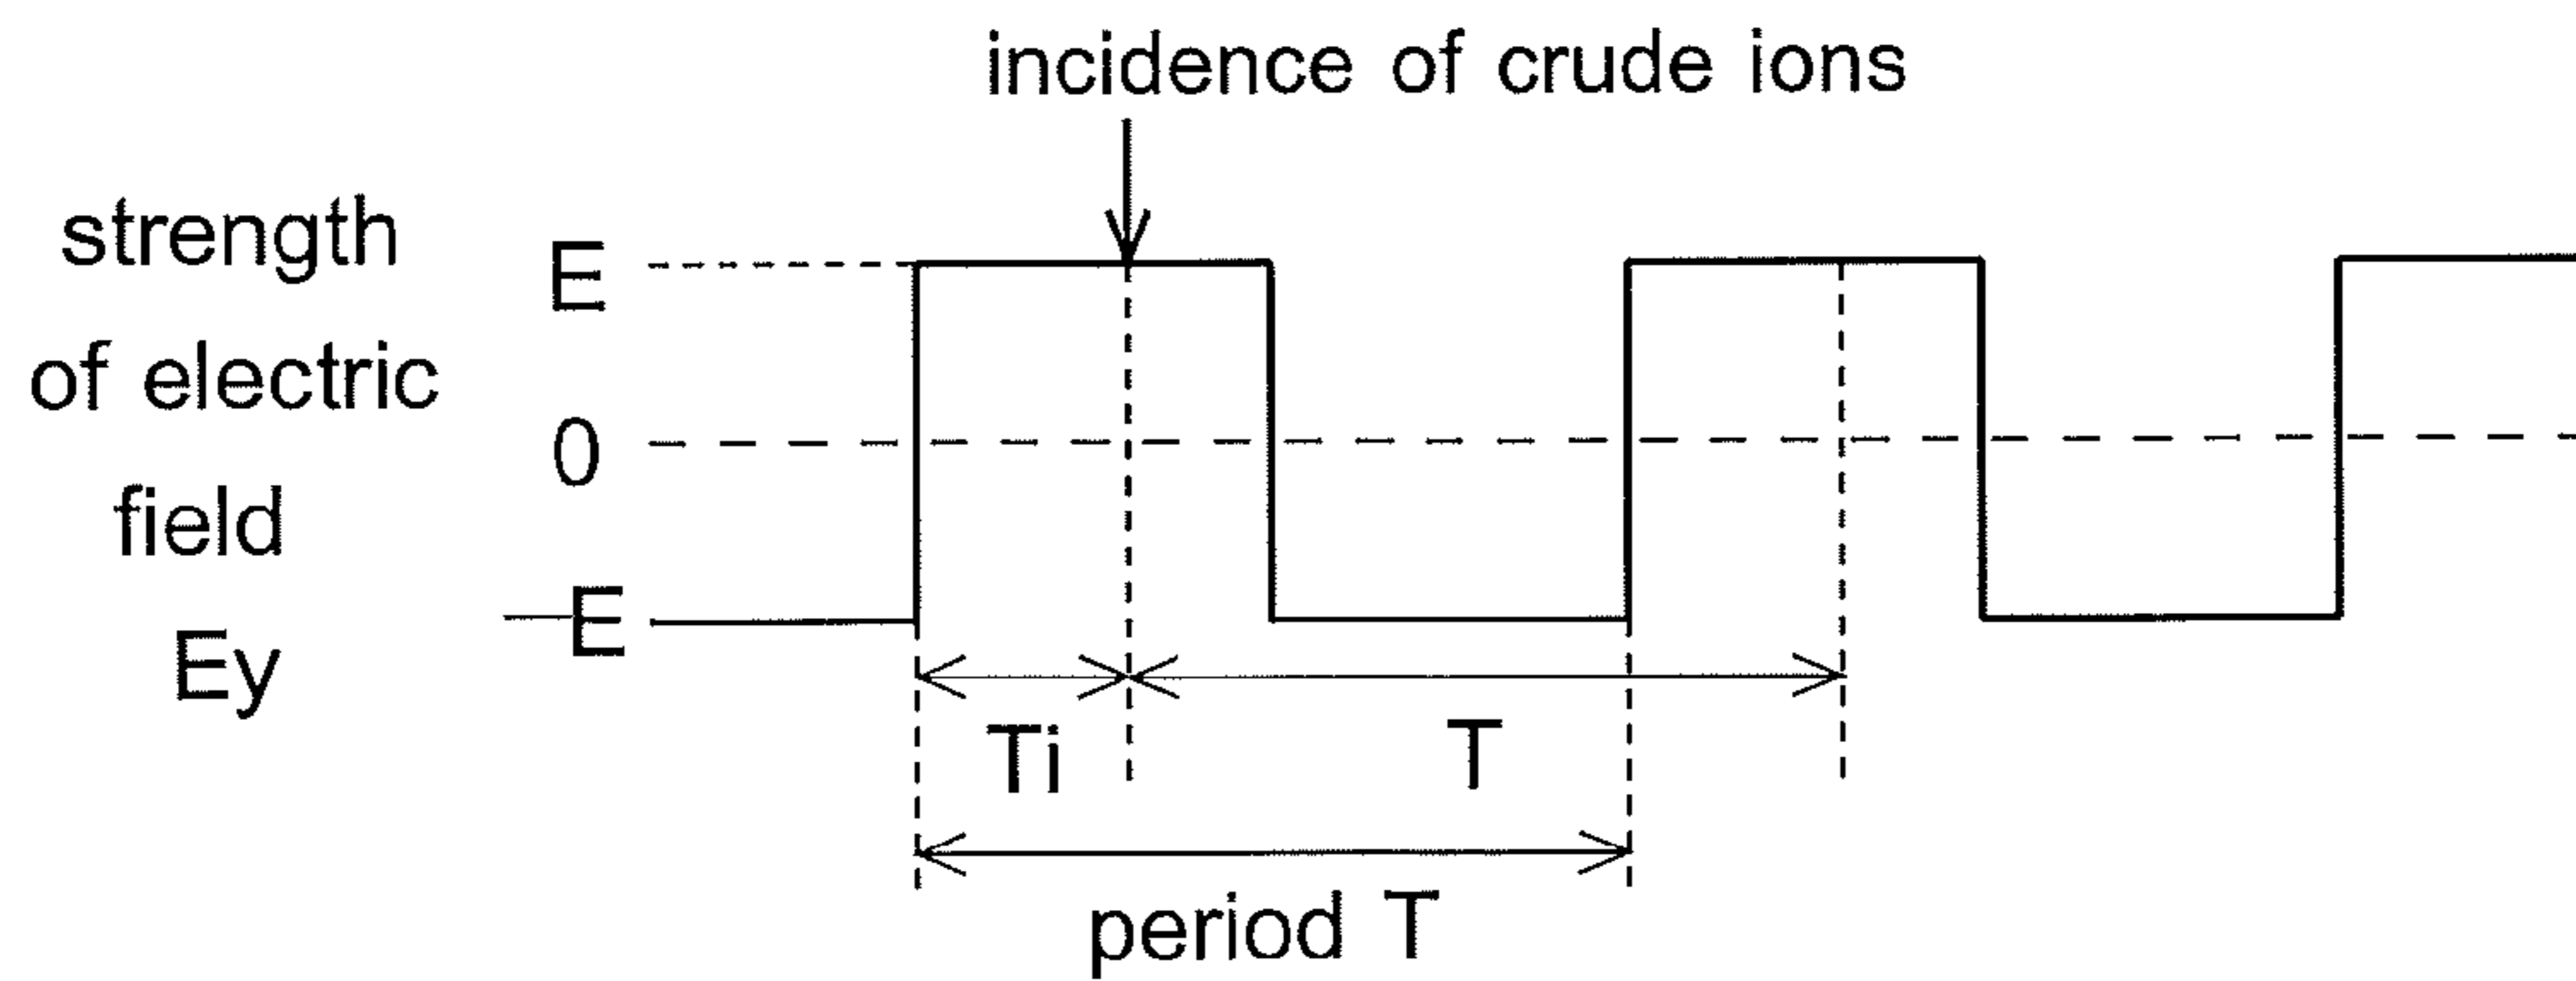 incidence of crude ions
strength
of electric
field
Ey
E
0
—E
Ti
T
period T